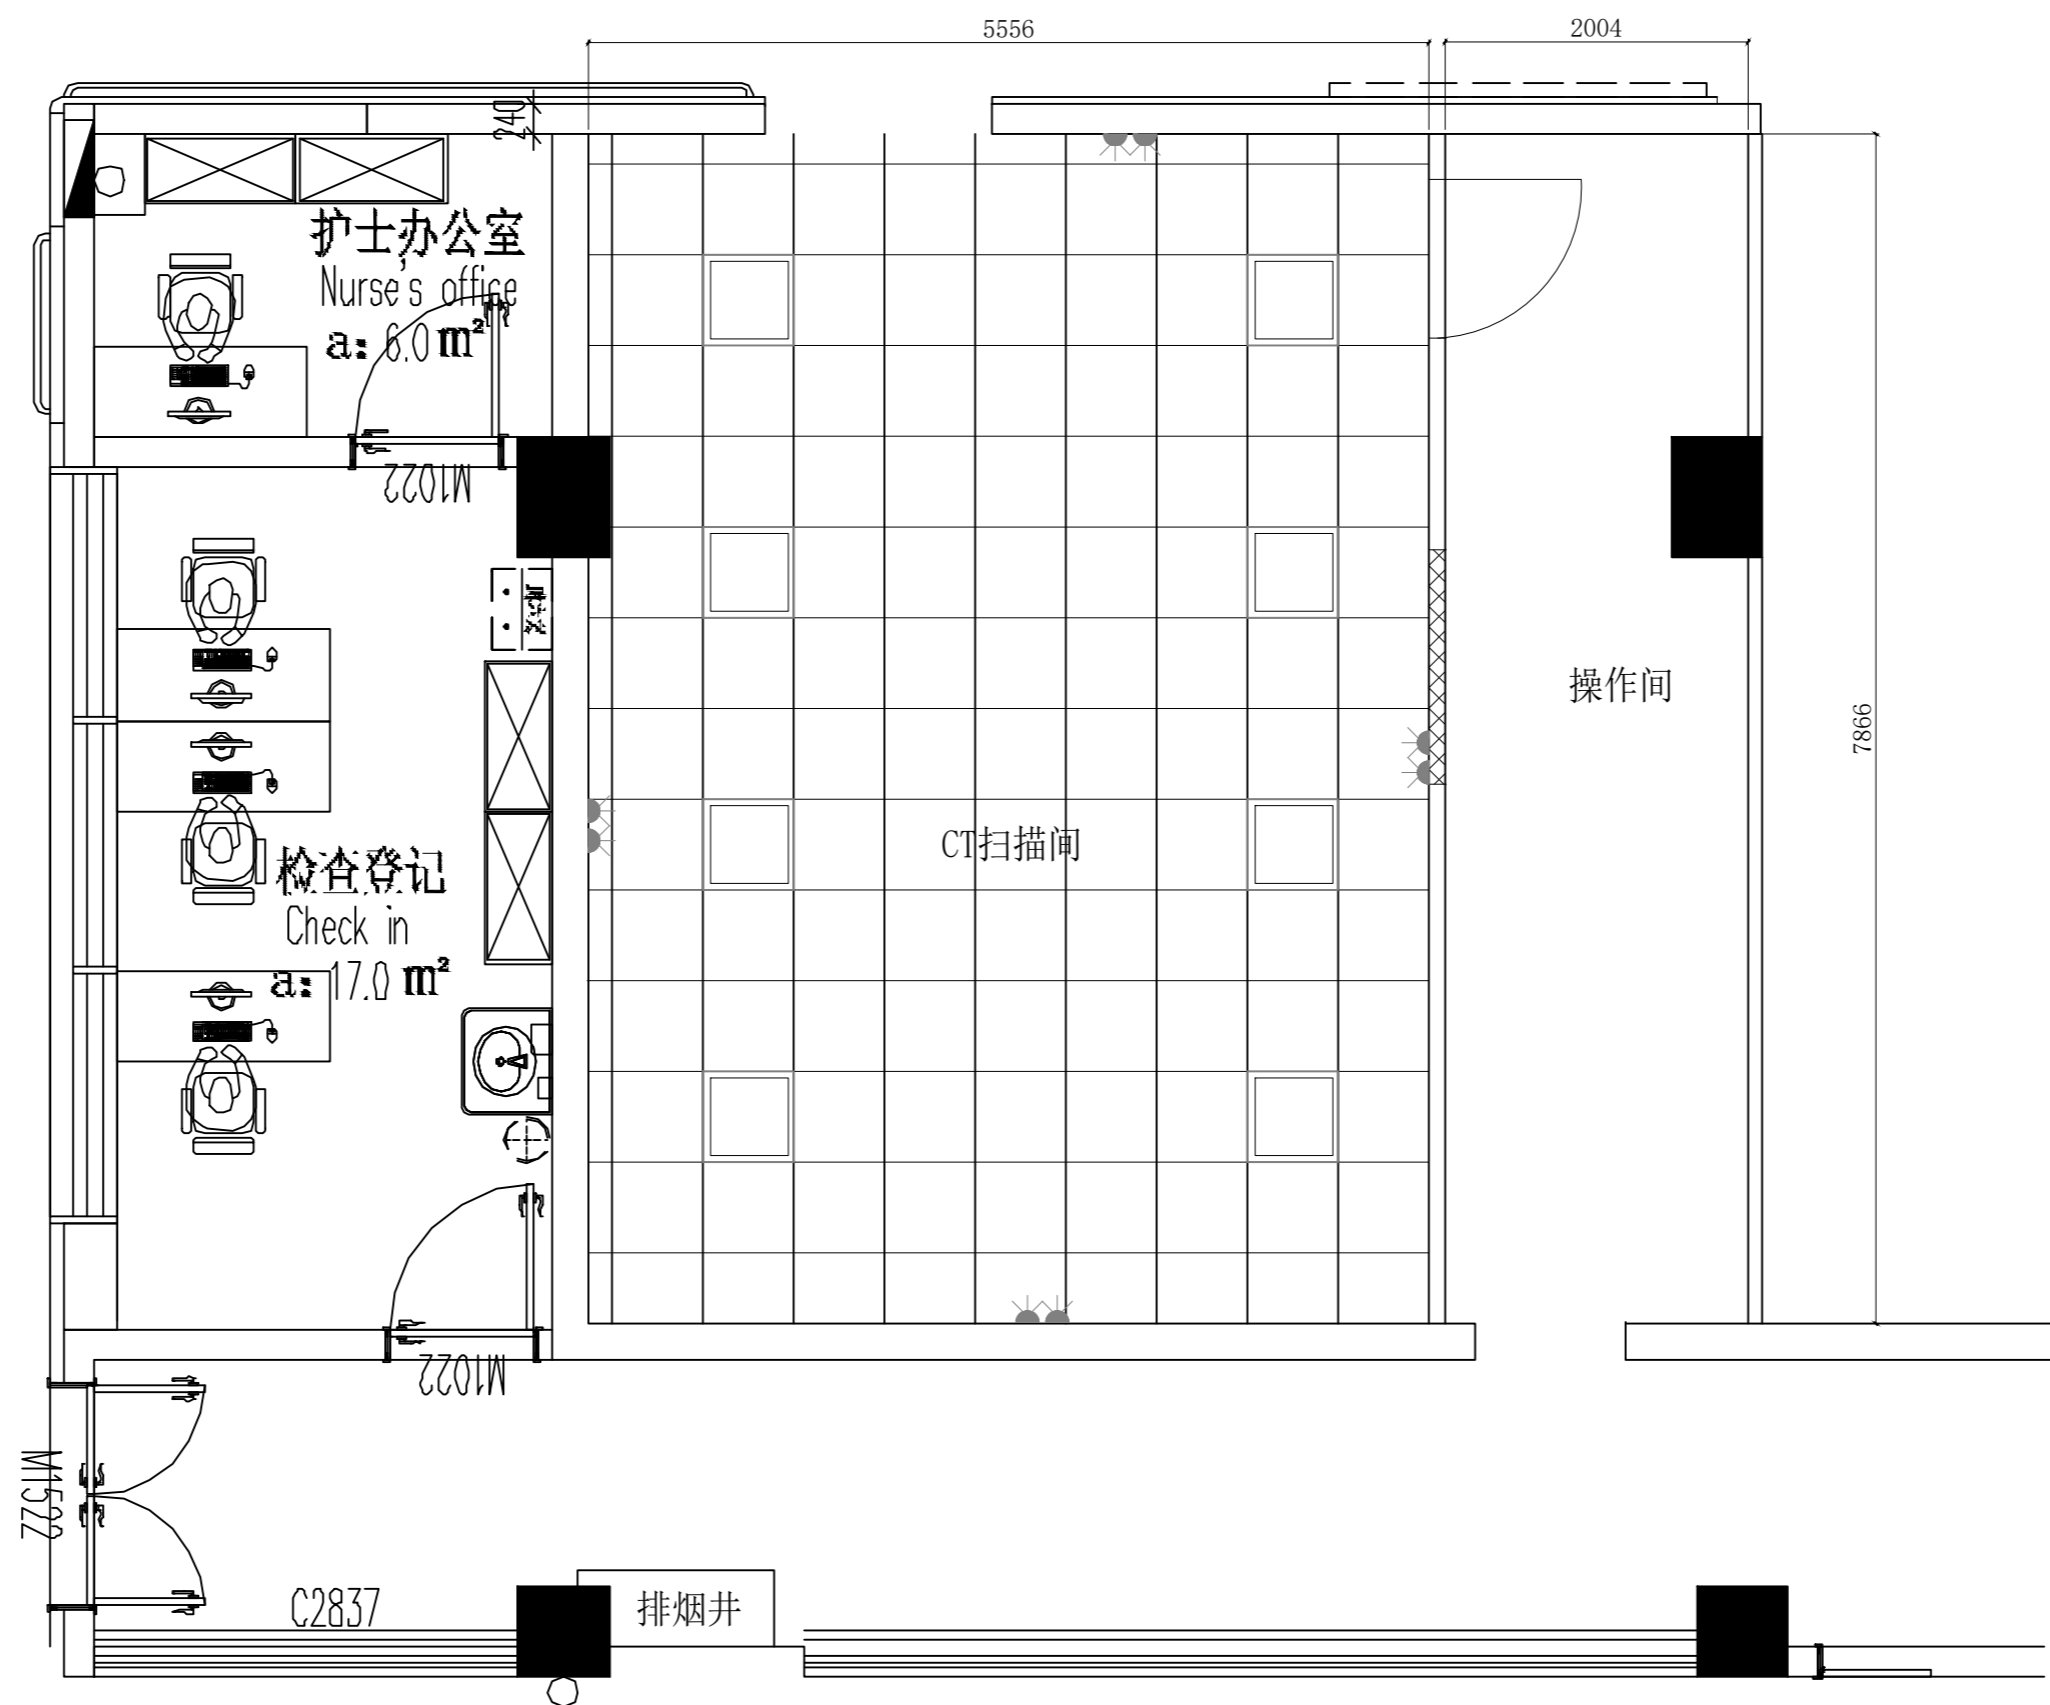 5556
2004
240
护士办公室
Nurse's office
a: 6.0 m²
M1022
操作间
7866
CT扫描间
检查登记
Check in
a: 17.0 m²
M1022
M1522
C2837
排烟井